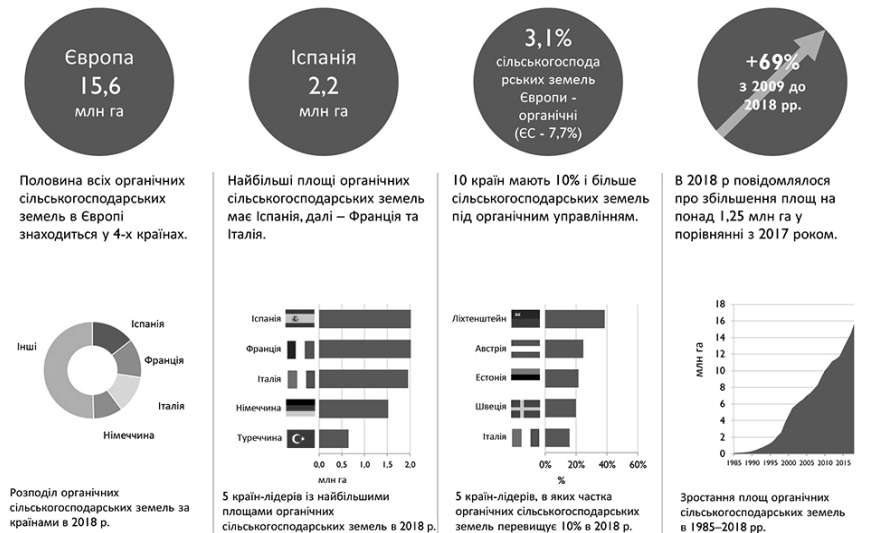 Європа
15,6
млн га
Іспанія
2,2
млн га
3,1%
сільськогоспода
рських земель
Європи -
органічні
(ЄС - 7,7%)
+69%
з 2009 до
2018 рр.
Половина всіх органічних
сільськогосподарських
земель в Європі
знаходиться у 4-х країнах.
Найбільші площі органічних
сільськогосподарських земель
має Іспанія, далі – Франція та
Італія.
10 країн мають 10% і більше
сільськогосподарських земель
під органічним управлінням.
В 2018 р повідомлялося
про збільшення площ на
понад 1,25 млн га у
порівнянні з 2017 роком.
Інші
Іспанія
Франція
Італія
Німеччина
Розподіл органічних
сільськогосподарських земель за
країнами в 2018 р.
Іспанія
Франція
Італія
Німеччина
Туреччина
0,0 0,5 1,0 1,5 2,0
млн га
5 країн-лідерів із найбільшими
площами органічних
сільськогосподарських земель в 2018 р.
Ліхтенштейн
Австрія
Естонія
Швеція
Італія
0% 20% 40% 60%
%
5 країн-лідерів, в яких частка
органічних сільськогосподарських
земель перевищує 10% в 2018 р.
млн га
18
16
14
12
10
8
6
4
2
0
1985 1990 1995 2000 2005 2010 2015
Зростання площ органічних
сільськогосподарських земель
в 1985–2018 рр.